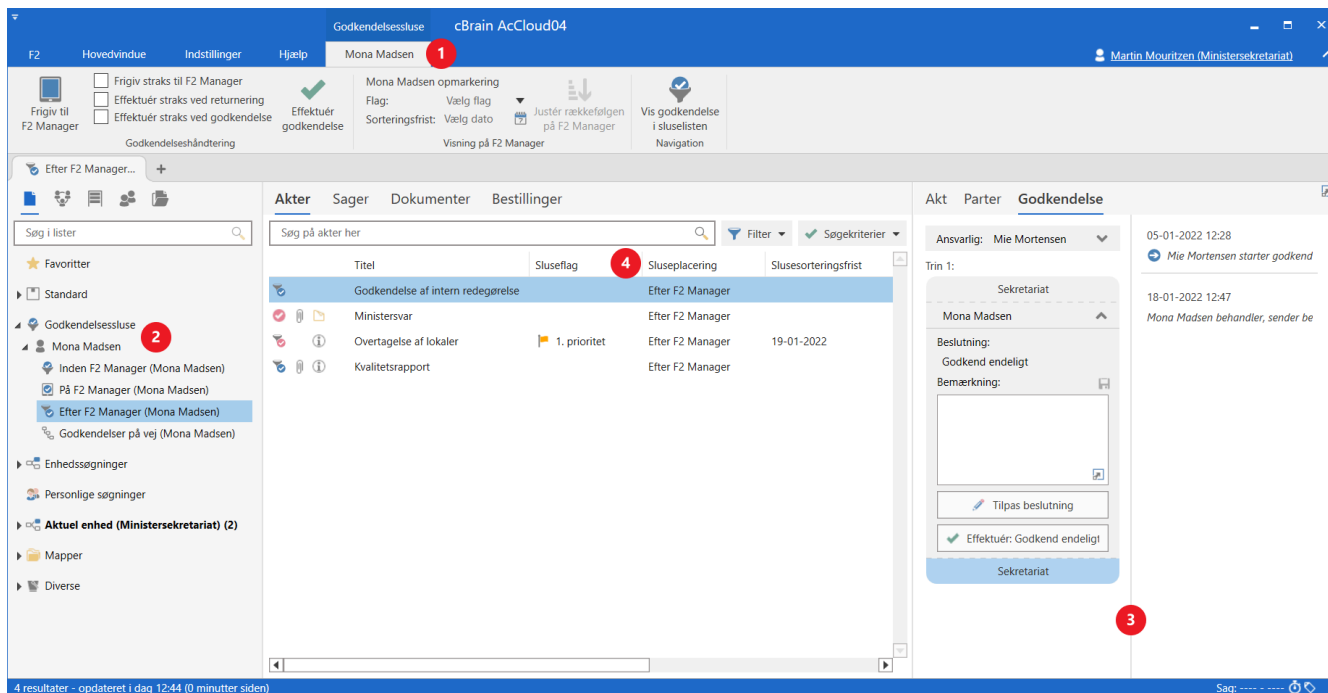 Godkendelsessluse
cBrain AcCloud04
F2
Hovedvindue
Indstillinger
Hjælp
Mona Madsen
1
Martin Mouritzen (Ministersekretariat)
Frigiv til
F2 Manager
Frigiv straks til F2 Manager
Effektuér straks ved returnering
Effektuér straks ved godkendelse
Effektuér
godkendelse
Godkendelseshåndtering
Mona Madsen opmarkering
Flag: Vælg flag
Sorteringsfrist: Vælg dato
Justér rækkefølgen
på F2 Manager
Visning på F2 Manager
Vis godkendelse
i sluselisten
Navigation
Efter F2 Manager...
Søg i lister
Favoritter
Standard
Godkendelsessluse
2
Mona Madsen
Inden F2 Manager (Mona Madsen)
På F2 Manager (Mona Madsen)
Efter F2 Manager (Mona Madsen)
Godkendelser på vej (Mona Madsen)
Enhedssøgninger
Personlige søgninger
Aktuel enhed (Ministersekretariat) (2)
Mapper
Diverse
Akter Sager Dokumenter Bestillinger
Søg på akter her
Filter
Søgekriterier
Titel Sluseflag 4 Sluseplacering Slusesorteringsfrist
Godkendelse af intern redegørelse Efter F2 Manager
Ministersvar Efter F2 Manager
Overtagelse af lokaler 1. prioritet Efter F2 Manager 19-01-2022
Kvalitetsrapport Efter F2 Manager
Akt Parter Godkendelse
Ansvarlig: Mie Mortensen
Trin 1:
Sekretariat
Mona Madsen
Beslutning:
Godkend endeligt
Bemærkning:
Tilpas beslutning
Effektuér: Godkend endeligt
Sekretariat
05-01-2022 12:28
Mie Mortensen starter godkend
18-01-2022 12:47
Mona Madsen behandler, sender be
3
4 resultater - opdateret i dag 12:44 (0 minutter siden)
Sag: ---- - ----